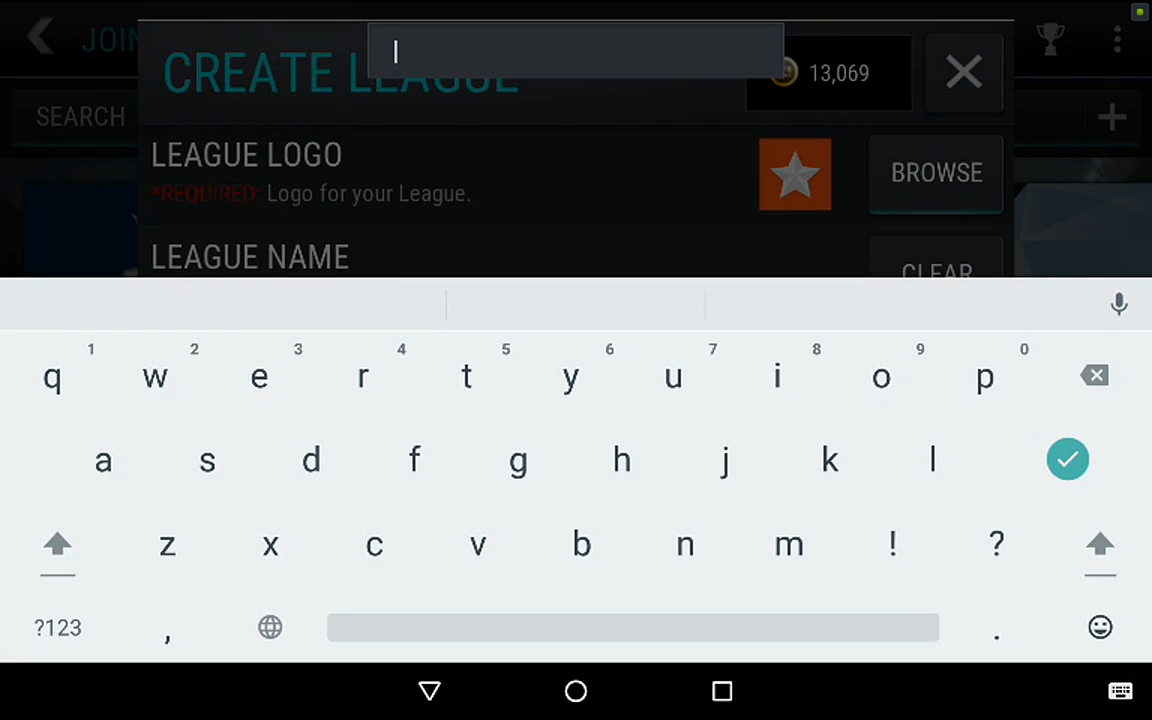 JOIN
CREATE LEAGUE
13,069
SEARCH
LEAGUE LOGO
*REQUIRED: Logo for your League.
BROWSE
LEAGUE NAME
CLEAR
1 2 3 4 5 6 7 8 9 0
q w e r t y u i o p
a s d f g h j k l
z x c v b n m ! ?
?123 , .